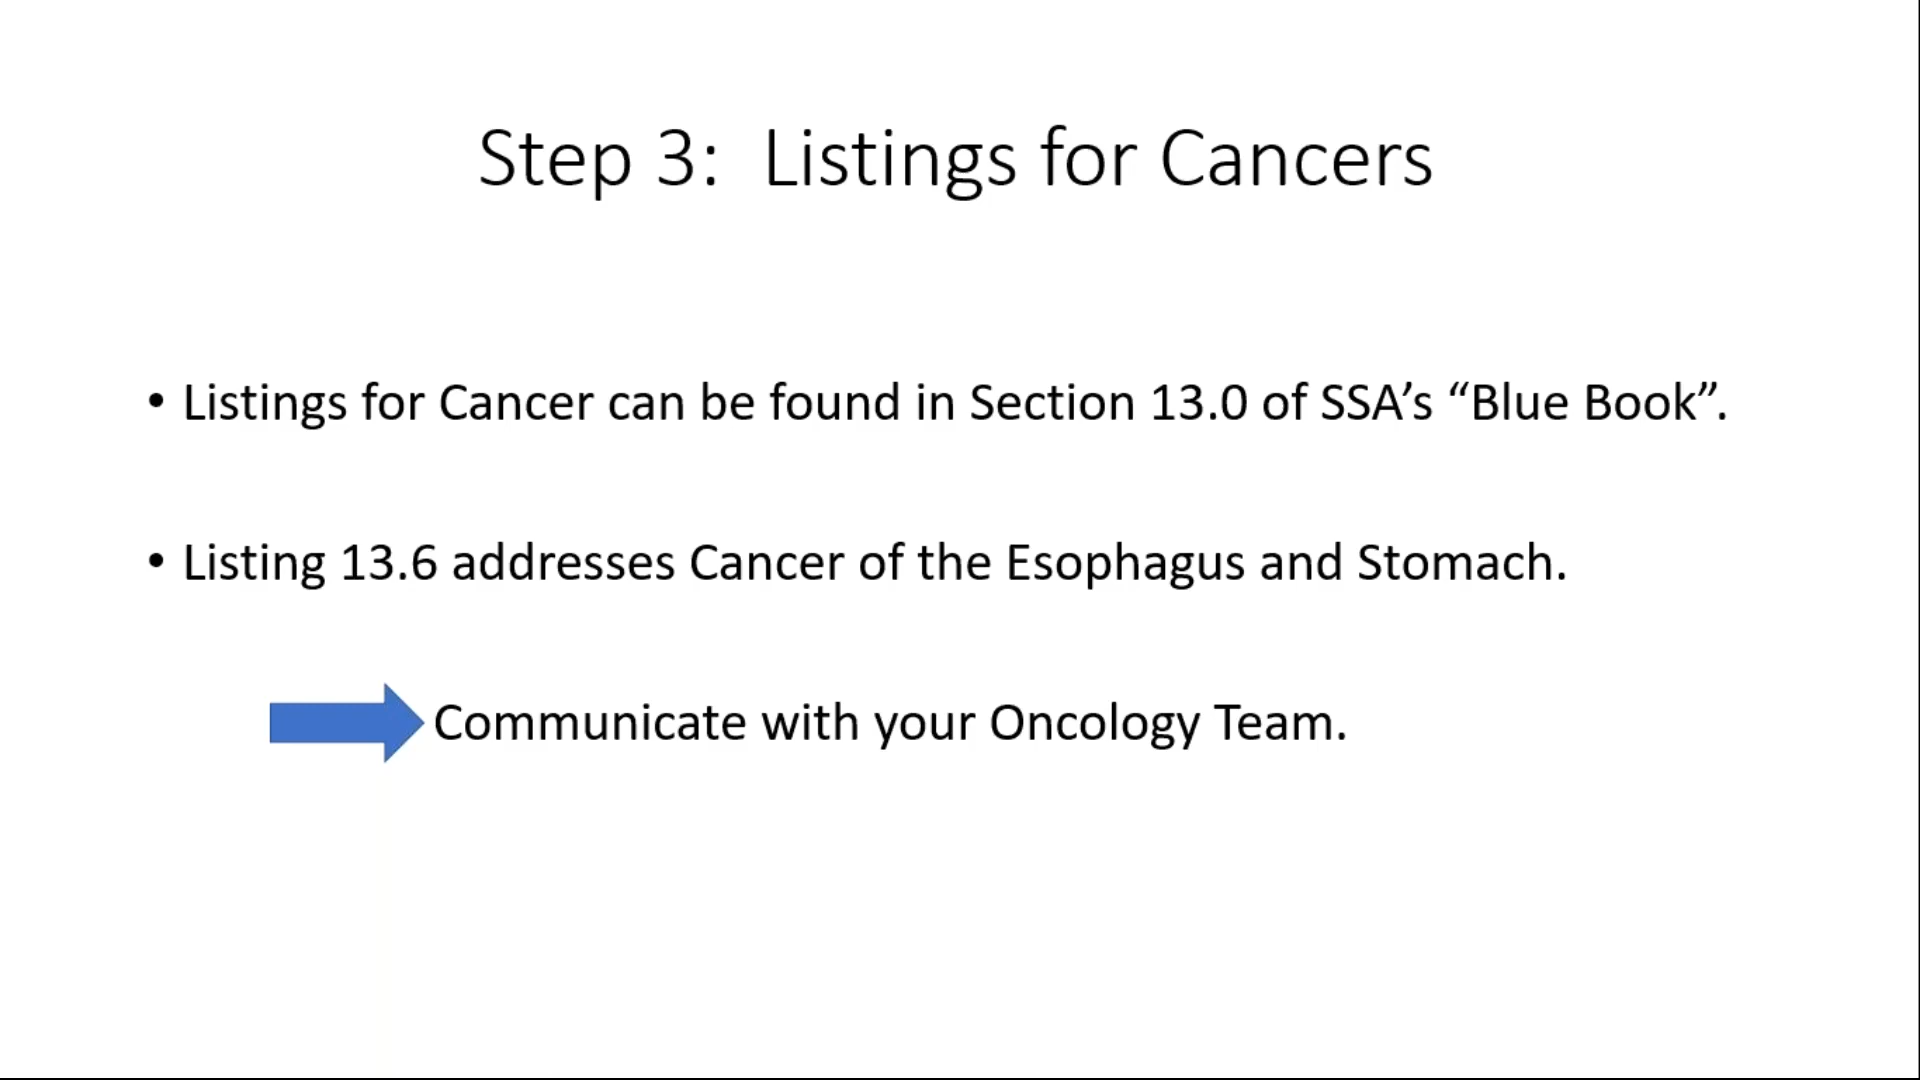 Step 3:  Listings for Cancers
• Listings for Cancer can be found in Section 13.0 of SSA’s “Blue Book”.
• Listing 13.6 addresses Cancer of the Esophagus and Stomach.
Communicate with your Oncology Team.